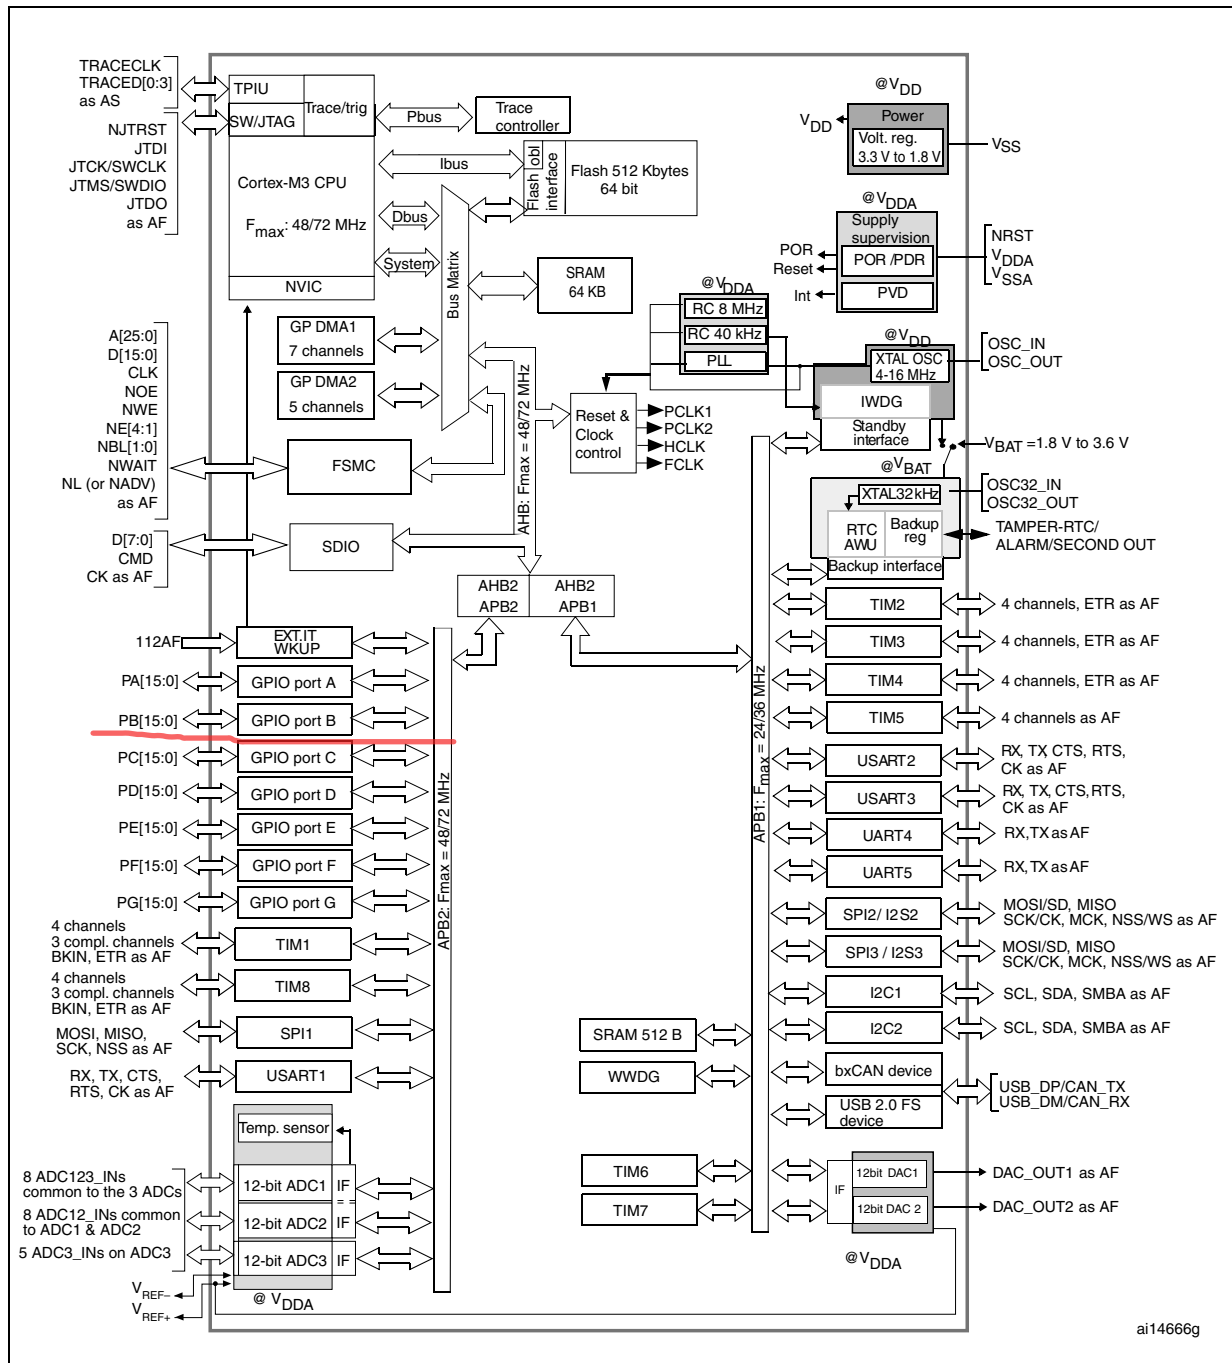 TRACECLK
TRACED[0:3]
as AS
NJTRST
JTDI
JTCK/SWCLK
JTMS/SWDIO
JTDO
as AF
TPIU
SW/JTAG
Trace/trig
Cortex-M3 CPU
Fmax: 48/72 MHz
NVIC
Pbus
Trace
controller
Ibus
Flash obl
interface
Flash 512 Kbytes
64 bit
Dbus
System
Bus Matrix
SRAM
64 KB
@VDD
Power
VDD
Volt. reg.
3.3 V to 1.8 V
VSS
@VDDA
Supply
supervision
POR
Reset
POR /PDR
Int
PVD
NRST
VDDA
VSSA
@VDDA
RC 8 MHz
RC 40 kHz
PLL
@VDD
XTAL OSC
4-16 MHz
OSC_IN
OSC_OUT
IWDG
Standby
interface
VBAT =1.8 V to 3.6 V
GP DMA1
7 channels
GP DMA2
5 channels
Reset &
Clock
control
PCLK1
PCLK2
HCLK
FCLK
AHB: Fmax = 48/72 MHz
A[25:0]
D[15:0]
CLK
NOE
NWE
NE[4:1]
NBL[1:0]
NWAIT
NL (or NADV)
as AF
FSMC
D[7:0]
CMD
CK as AF
SDIO
@VBAT
XTAL32kHz
OSC32_IN
OSC32_OUT
RTC
AWU
Backup
reg
TAMPER-RTC/
ALARM/SECOND OUT
Backup interface
AHB2
APB2
AHB2
APB1
112AF
EXT.IT
WKUP
PA[15:0]
GPIO port A
PB[15:0]
GPIO port B
PC[15:0]
GPIO port C
PD[15:0]
GPIO port D
PE[15:0]
GPIO port E
PF[15:0]
GPIO port F
PG[15:0]
GPIO port G
4 channels
3 compl. channels
BKIN, ETR as AF
TIM1
4 channels
3 compl. channels
BKIN, ETR as AF
TIM8
MOSI, MISO,
SCK, NSS as AF
SPI1
RX, TX, CTS,
RTS, CK as AF
USART1
Temp. sensor
8 ADC123_INs
common to the 3 ADCs
12-bit ADC1
IF
8 ADC12_INs common
to ADC1 & ADC2
12-bit ADC2
IF
5 ADC3_INs on ADC3
12-bit ADC3
IF
VREF–
VREF+
@ VDDA
APB2: Fmax = 48/72 MHz
APB1: Fmax = 24/36 MHz
TIM2
4 channels, ETR as AF
TIM3
4 channels, ETR as AF
TIM4
4 channels, ETR as AF
TIM5
4 channels as AF
USART2
RX, TX, CTS, RTS,
CK as AF
USART3
RX, TX, CTS, RTS,
CK as AF
UART4
RX,TX as AF
UART5
RX, TX as AF
SPI2/ I2S2
MOSI/SD, MISO
SCK/CK, MCK, NSS/WS as AF
SPI3 / I2S3
MOSI/SD, MISO
SCK/CK, MCK, NSS/WS as AF
I2C1
SCL, SDA, SMBA as AF
I2C2
SCL, SDA, SMBA as AF
SRAM 512 B
WWDG
bxCAN device
USB 2.0 FS
device
USB_DP/CAN_TX
USB_DM/CAN_RX
TIM6
TIM7
IF
12bit DAC1
DAC_OUT1 as AF
12bit DAC 2
DAC_OUT2 as AF
@VDDA
ai14666g